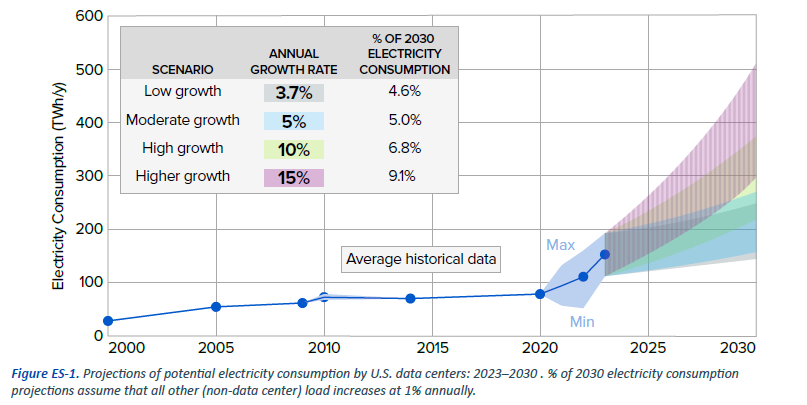 600
500
400
300
200
100
0
Electricity Consumption (TWh/y)
% OF 2030
ANNUAL ELECTRICITY
SCENARIO GROWTH RATE CONSUMPTION
Low growth 3.7% 4.6%
Moderate growth 5% 5.0%
High growth 10% 6.8%
Higher growth 15% 9.1%
Max
Average historical data
Min
2000 2005 2010 2015 2020 2025 2030
Figure ES-1. Projections of potential electricity consumption by U.S. data centers: 2023–2030 . % of 2030 electricity consumption
projections assume that all other (non-data center) load increases at 1% annually.